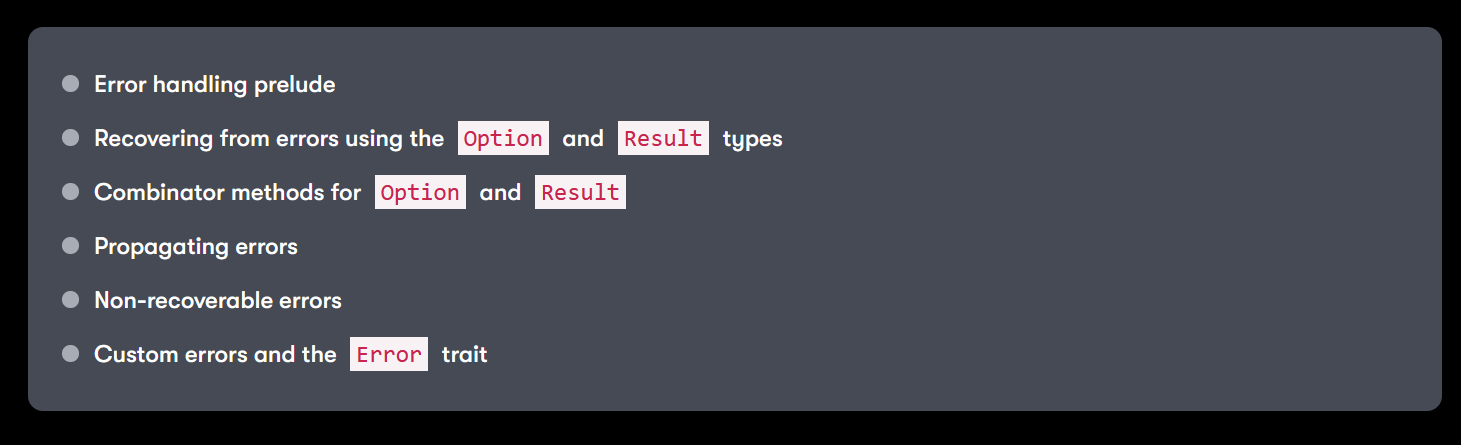 Error handling prelude
Recovering from errors using the Option and Result types
Combinator methods for Option and Result
Propagating errors
Non-recoverable errors
Custom errors and the Error trait